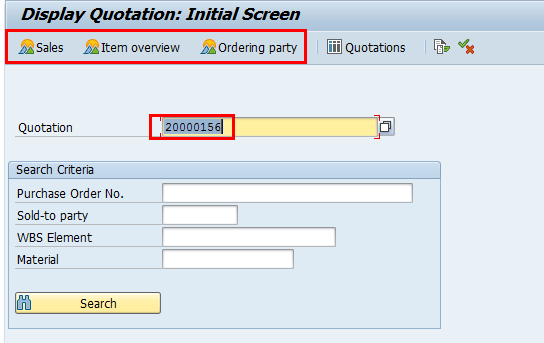 Display Quotation: Initial Screen
Sales Item overview Ordering party Quotations
Quotation 20000156
Search Criteria
Purchase Order No.
Sold-to party
WBS Element
Material
Search